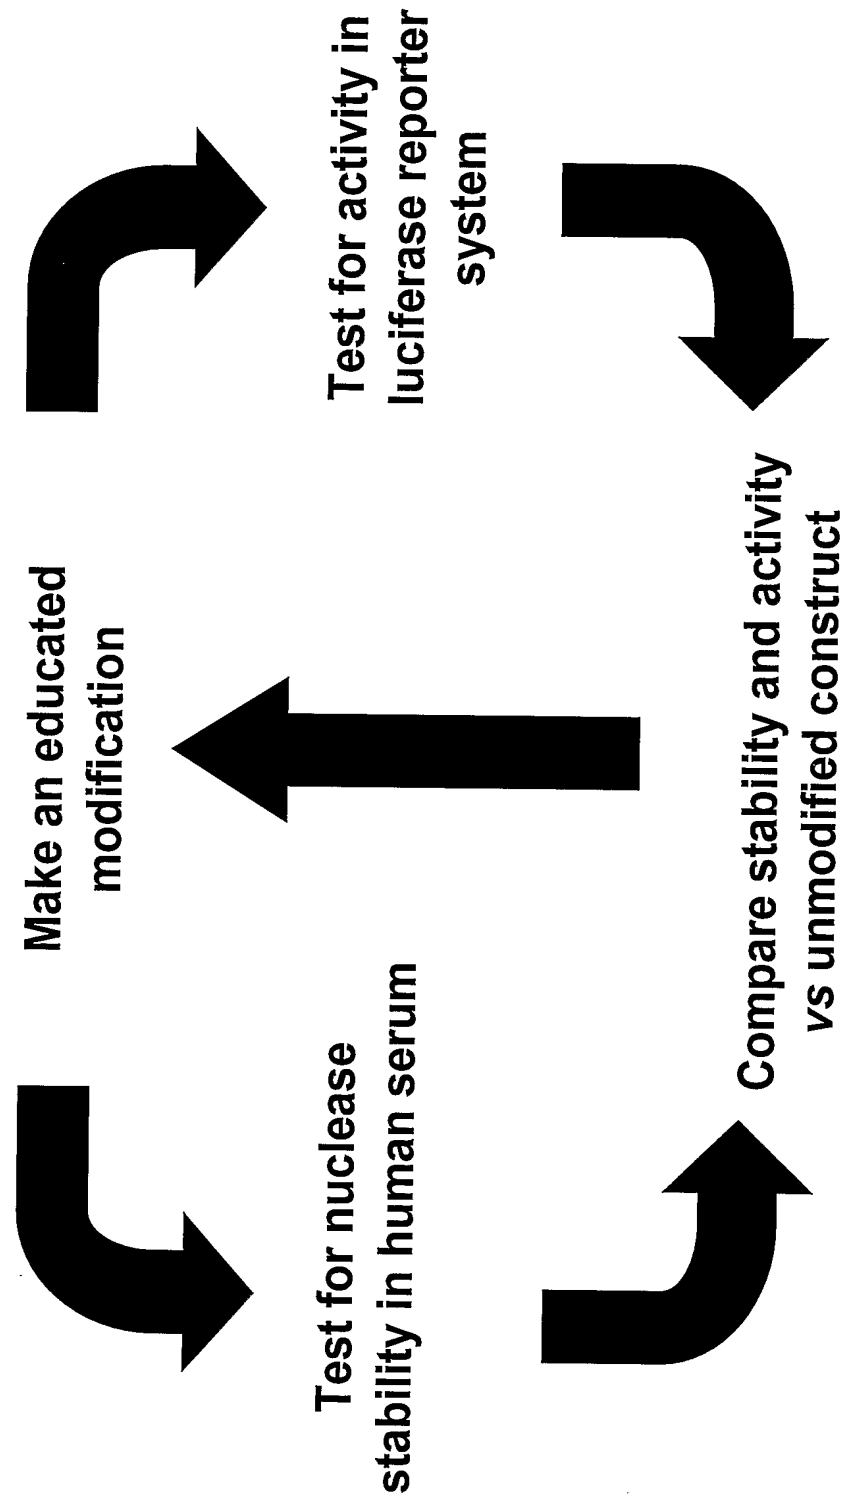 Make an educated
modification
Test for nuclease
stability in human serum
Test for activity in
luciferase reporter
system
Compare stability and activity
vs unmodified construct